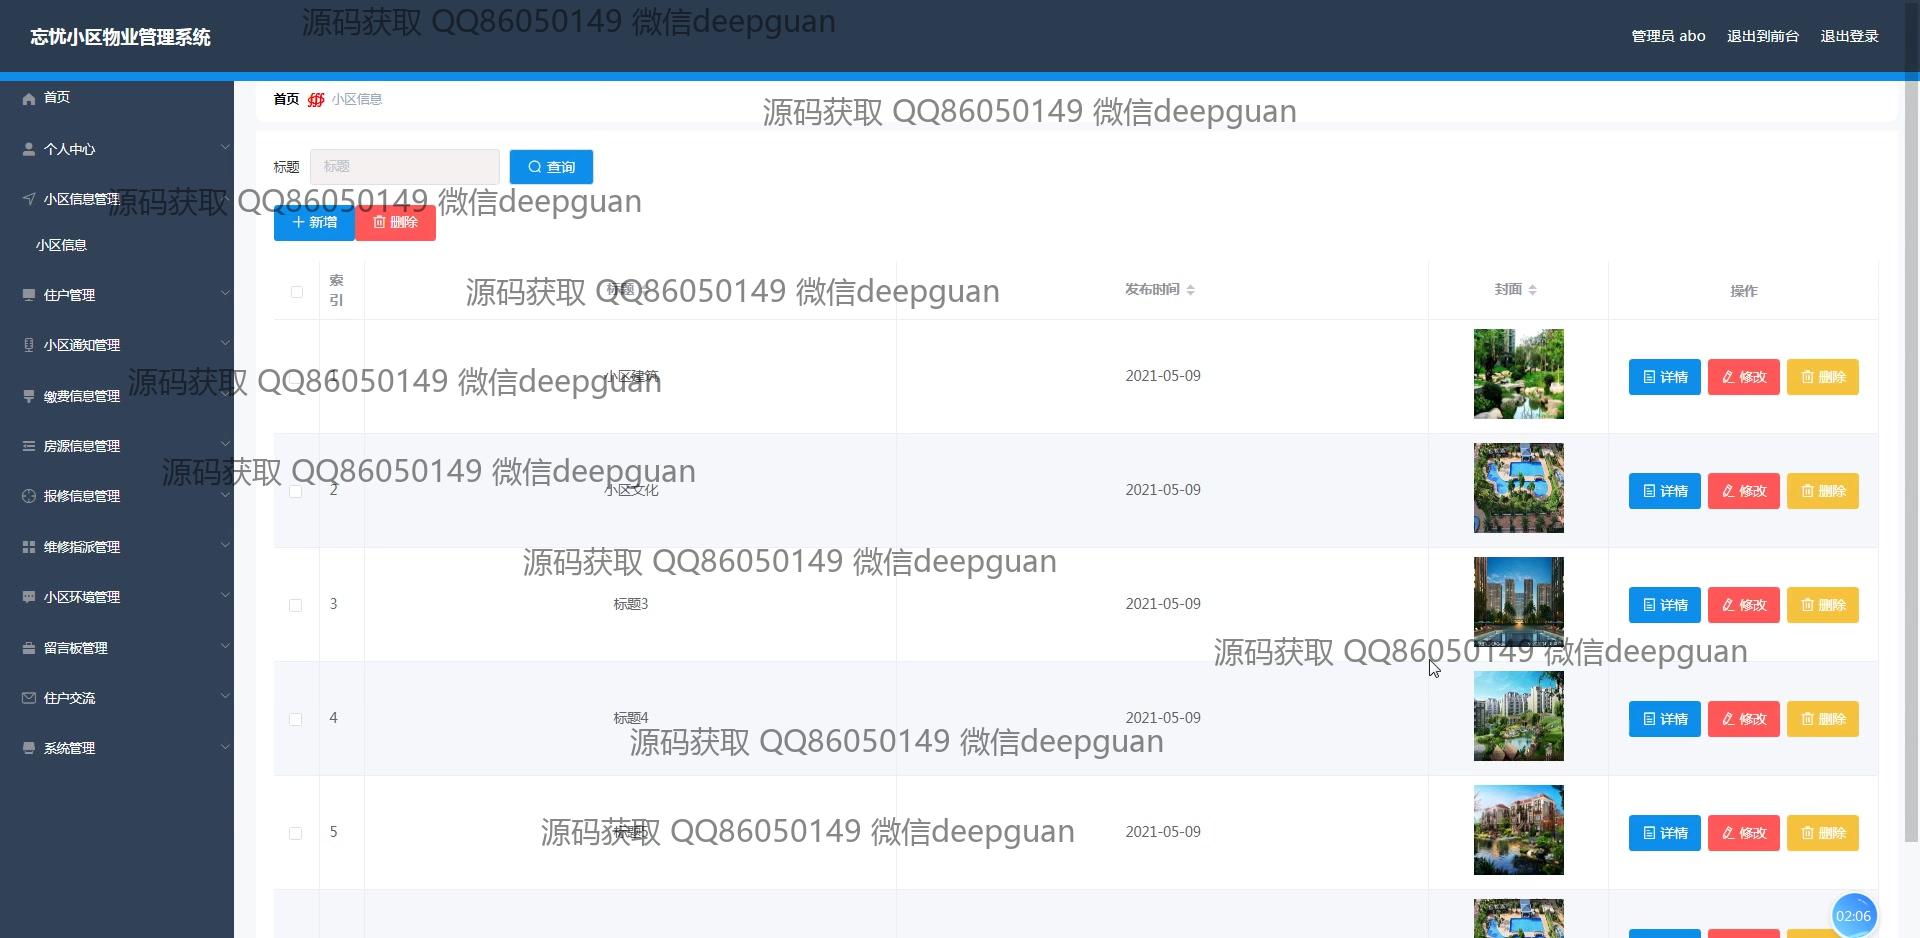 忘忧小区物业管理系统
源码获取 QQ86050149 微信deepguan
管理员 abo 退出到前台 退出登录
首页
首页 小区信息
源码获取 QQ86050149 微信deepguan
个人中心
标题 标题 查询
小区信息管理
源码获取 QQ86050149 微信deepguan
新增 删除
小区信息
索引 标题 发布时间 封面 操作
源码获取 QQ86050149 微信deepguan
住户管理
小区通知管理
1 小区建筑 2021-05-09 详情 修改 删除
源码获取 QQ86050149 微信deepguan
缴费信息管理
房源信息管理
源码获取 QQ86050149 微信deepguan
2 小区文化 2021-05-09 详情 修改 删除
报修信息管理
维修指派管理
源码获取 QQ86050149 微信deepguan
小区环境管理
3 标题3 2021-05-09 详情 修改 删除
留言板管理
源码获取 QQ86050149 微信deepguan
住户交流
4 标题4 2021-05-09 详情 修改 删除
源码获取 QQ86050149 微信deepguan
系统管理
5 标题5 2021-05-09 详情 修改 删除
源码获取 QQ86050149 微信deepguan
02:06